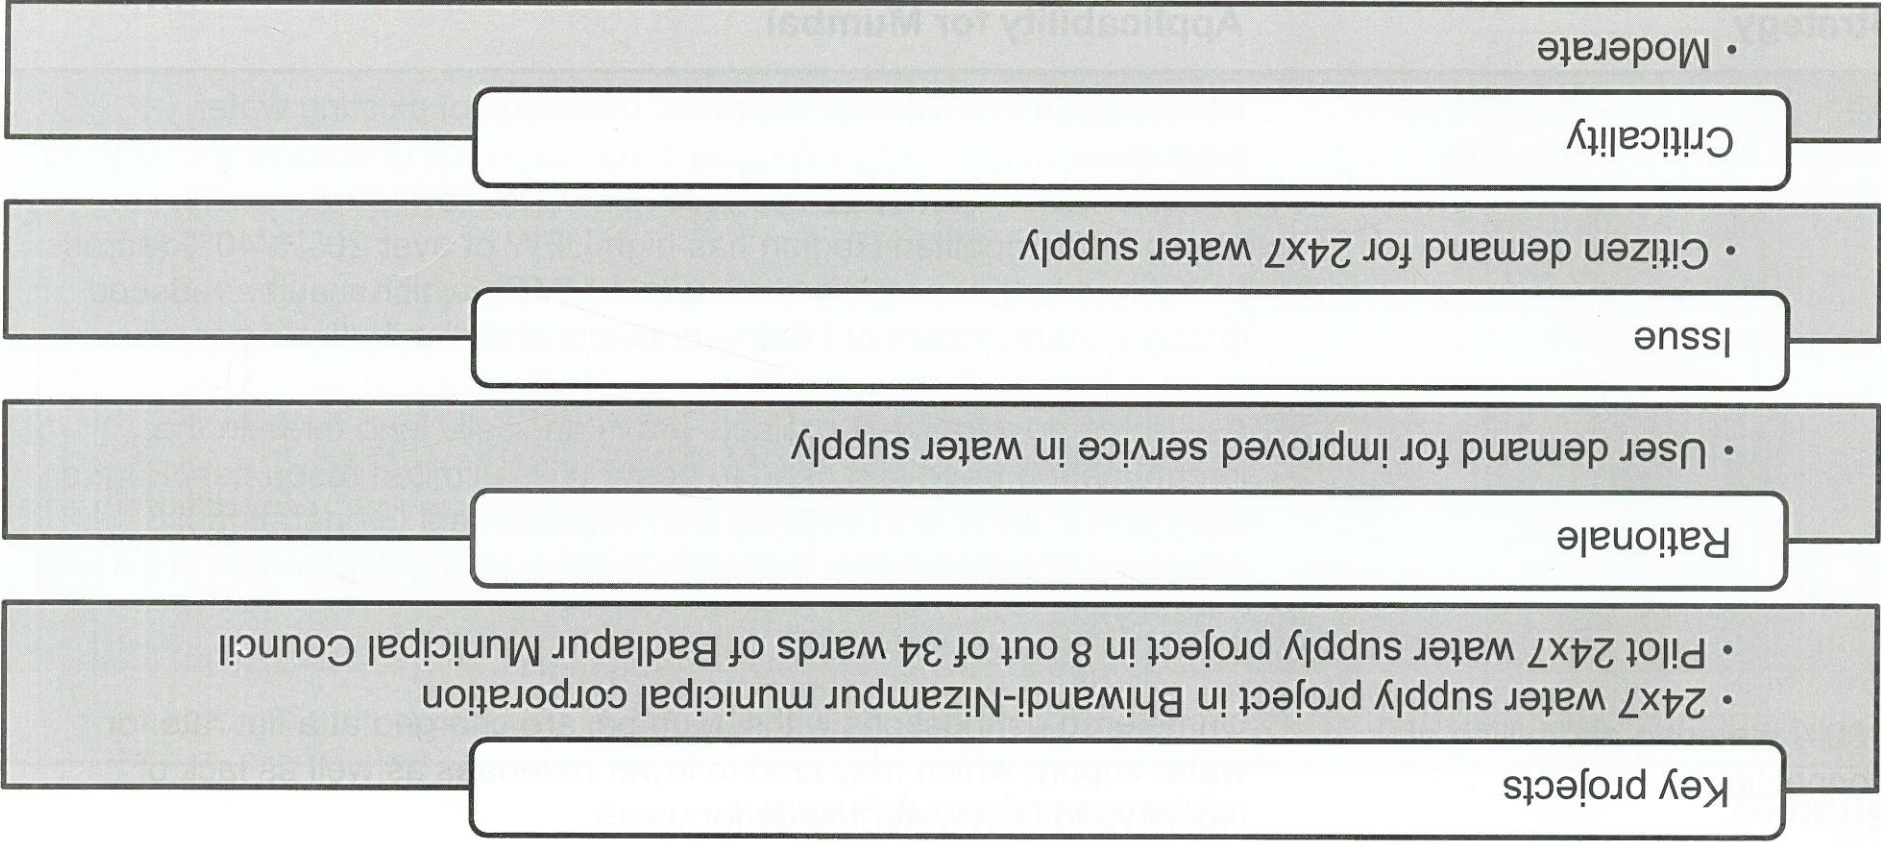 Key projects
• 24x7 water supply project in Bhiwandi-Nizampur municipal corporation
• Pilot 24x7 water supply project in 8 out of 34 wards of Badlapur Municipal Council
Rationale
• User demand for improved service in water supply
Issue
• Citizen demand for 24x7 water supply
Criticality
• Moderate